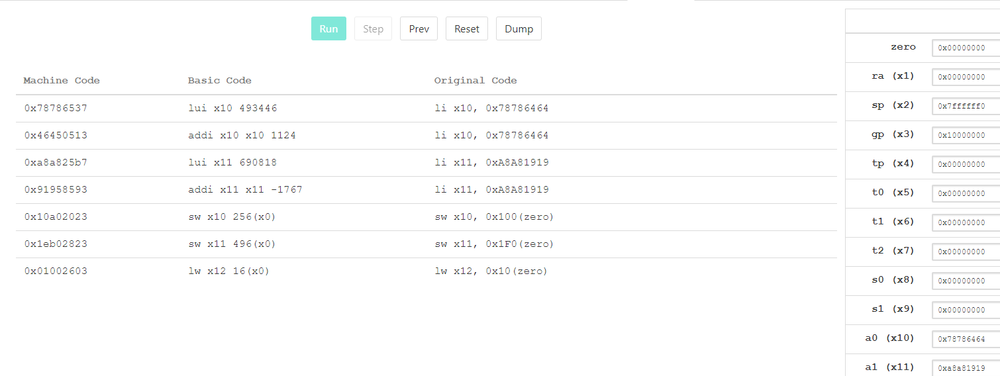 Run Step Prev Reset Dump
Machine Code Basic Code Original Code
0x78786537 lui x10 493446 li x10, 0x78786464
0x46450513 addi x10 x10 1124 li x10, 0x78786464
0xa8a825b7 lui x11 690818 li x11, 0xA8A81919
0x91958593 addi x11 x11 -1767 li x11, 0xA8A81919
0x10a02023 sw x10 256(x0) sw x10, 0x100(zero)
0x1eb02823 sw x11 496(x0) sw x11, 0x1F0(zero)
0x01002603 lw x12 16(x0) lw x12, 0x10(zero)
zero 0x00000000
ra (x1) 0x00000000
sp (x2) 0x7ffffff0
gp (x3) 0x10000000
tp (x4) 0x00000000
t0 (x5) 0x00000000
t1 (x6) 0x00000000
t2 (x7) 0x00000000
s0 (x8) 0x00000000
s1 (x9) 0x00000000
a0 (x10) 0x78786464
a1 (x11) 0xa8a81919